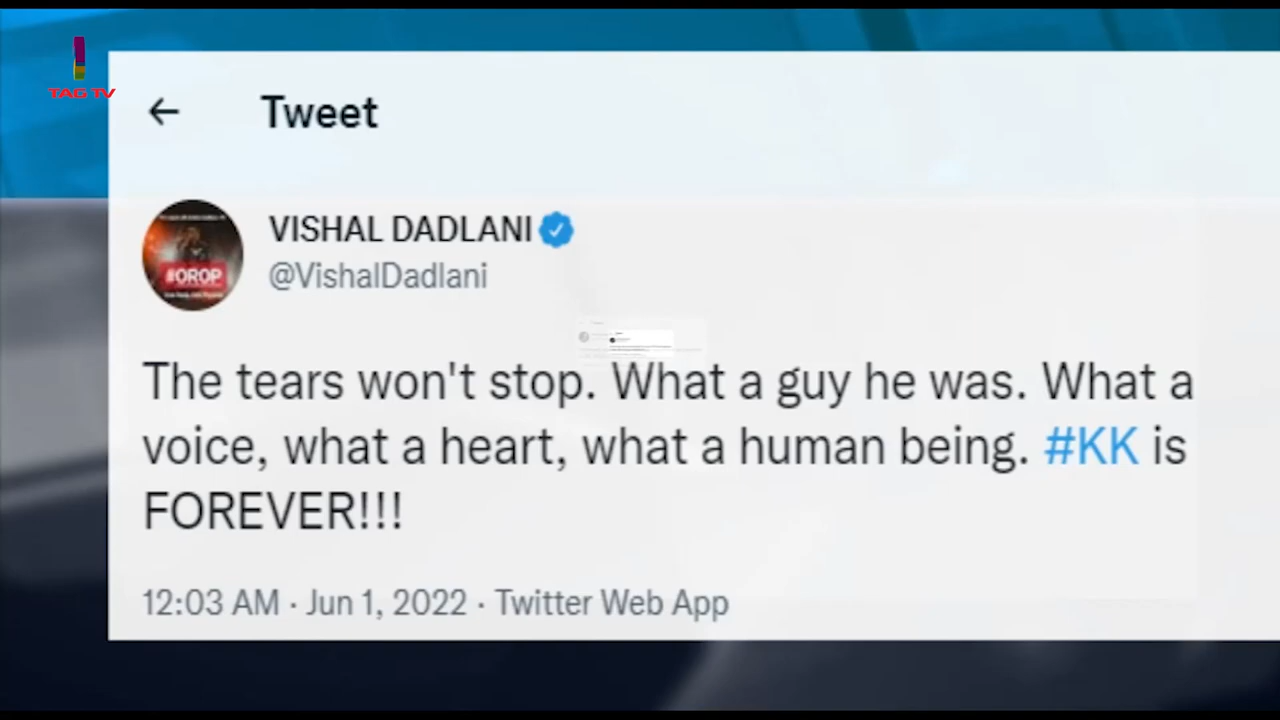 TAG TV
Tweet
VISHAL DADLANI
@VishalDadlani
#OROP
The tears won't stop. What a guy he was. What a
voice, what a heart, what a human being. #KK is
FOREVER!!!
12:03 AM · Jun 1, 2022 · Twitter Web App